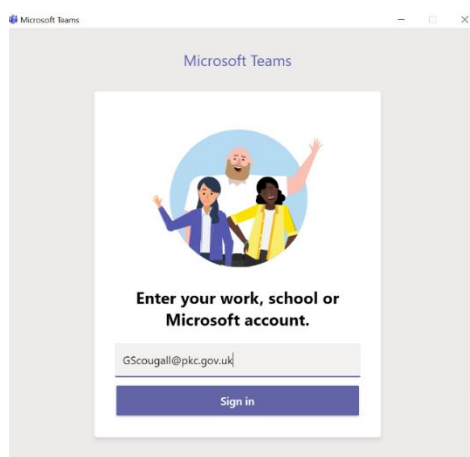 Microsoft Teams
Microsoft Teams
Enter your work, school or
Microsoft account.
GScougall@pkc.gov.uk
Sign in